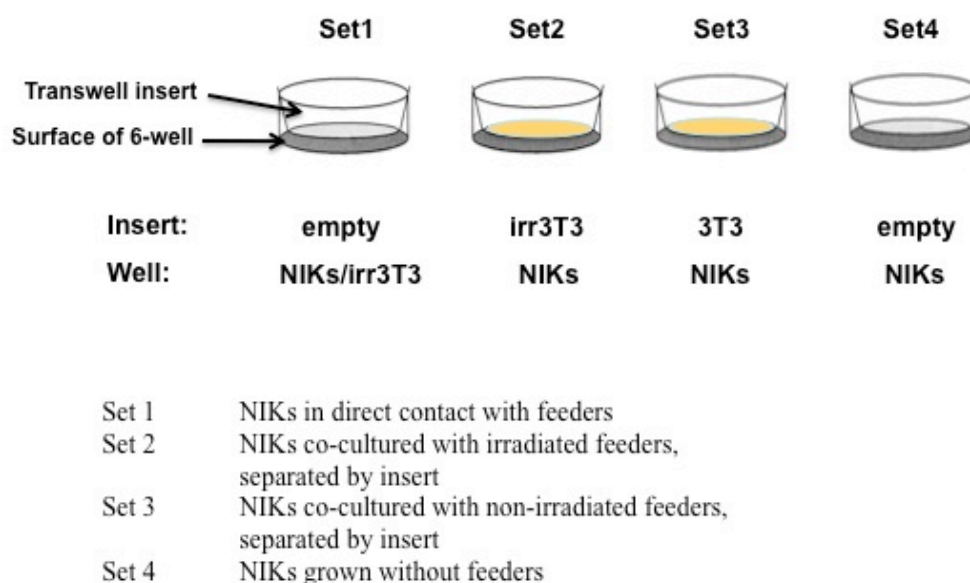 Set1 Set2 Set3 Set4
Transwell insert
Surface of 6-well
Insert: empty irr3T3 3T3 empty
Well: NIKs/irr3T3 NIKs NIKs NIKs
Set 1 NIKs in direct contact with feeders
Set 2 NIKs co-cultured with irradiated feeders,
separated by insert
Set 3 NIKs co-cultured with non-irradiated feeders,
separated by insert
Set 4 NIKs grown without feeders